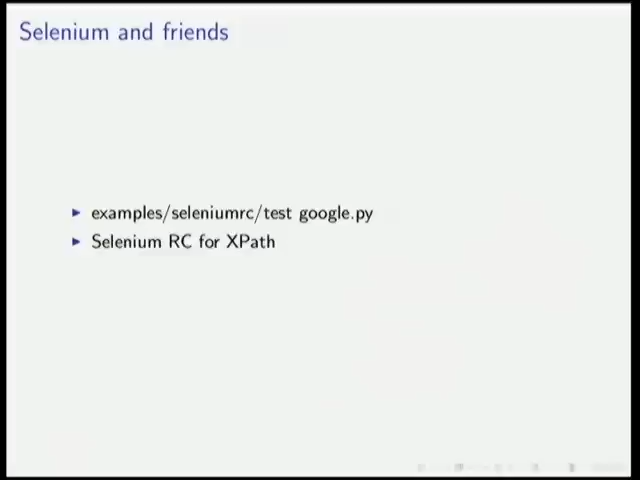 Selenium and friends
examples/seleniumrc/test google.py
Selenium RC for XPath